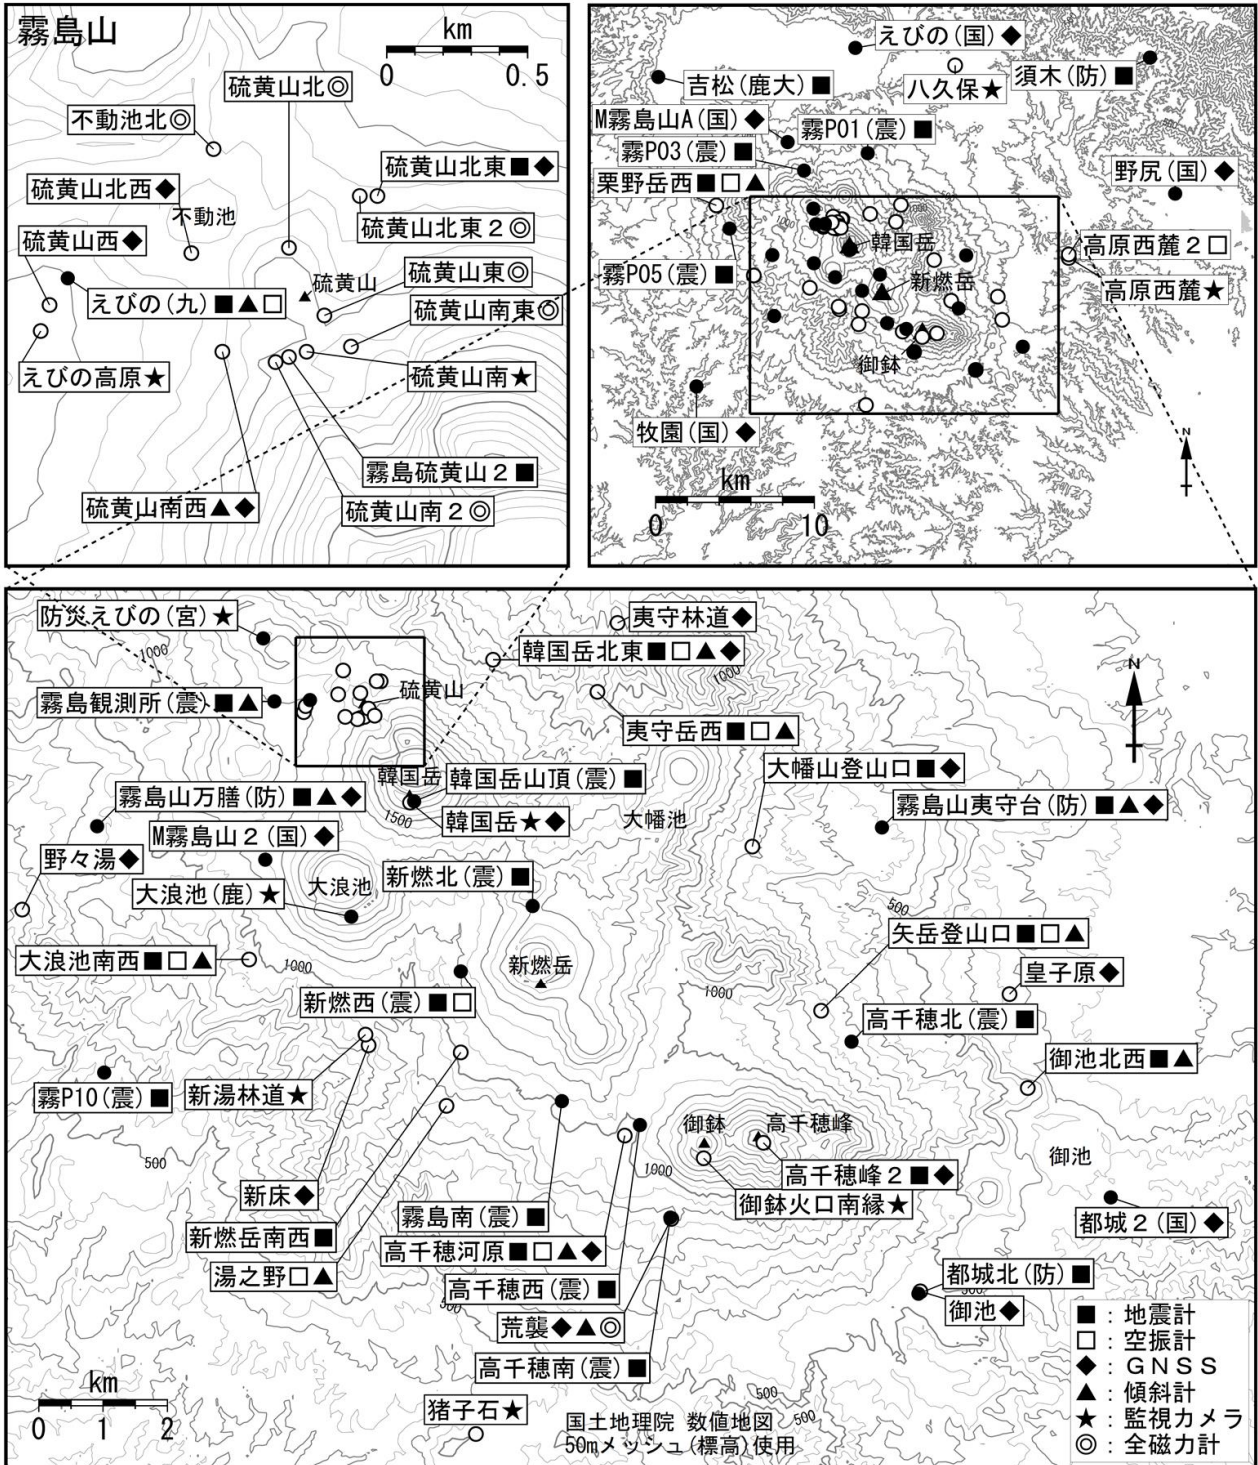 霧島山
km
0 0.5
硫黄山北◎
不動池北◎
硫黄山北東■◆
硫黄山北西◆
不動池
硫黄山北東2◎
硫黄山西◆
硫黄山東◎
硫黄山
えびの(九)■▲□
硫黄山南東◎
えびの高原★
硫黄山南★
霧島硫黄山2■
硫黄山南西▲◆
硫黄山南2◎
えびの(国)◆
吉松(鹿大)■
八久保★
須木(防)■
M霧島山A(国)◆
霧P01(震)■
霧P03(震)■
野尻(国)◆
栗野岳西■□▲
1000
韓国岳
高原西麓2□
霧P05(震)■
新燃岳
高原西麓★
御鉢
牧園(国)◆
N
km
0 10
防災えびの(宮)★
夷守林道◆
1000
韓国岳北東■□▲◆
1000
N
霧島観測所(震)■▲
硫黄山
夷守岳西■□▲
韓国岳
韓国岳山頂(震)■
大幡山登山口■◆
霧島山万膳(防)■▲◆
霧島山夷守台(防)■▲◆
1500
韓国岳★◆
大幡池
M霧島山2(国)◆
野々湯◆
新燃北(震)■
大浪池
大浪池(鹿)★
500
矢岳登山口■□▲
大浪池南西■□▲
1000
新燃岳
皇子原◆
1000
新燃西(震)■□
高千穂北(震)■
御池北西■▲
霧P10(震)■
新湯林道★
御鉢
高千穂峰
500
1000
御池
高千穂峰2■◆
新床◆
御鉢火口南縁★
霧島南(震)■
都城2(国)◆
新燃岳南西■
高千穂河原■□▲◆
湯之野□▲
都城北(防)■
高千穂西(震)■
500
500
御池◆
荒襲◆▲◎
高千穂南(震)■
km
0 1 2
猪子石★
500
500
国土地理院 数値地図
50mメッシュ(標高)使用
■:地震計
□:空振計
◆:GNSS
▲:傾斜計
★:監視カメラ
◎:全磁力計